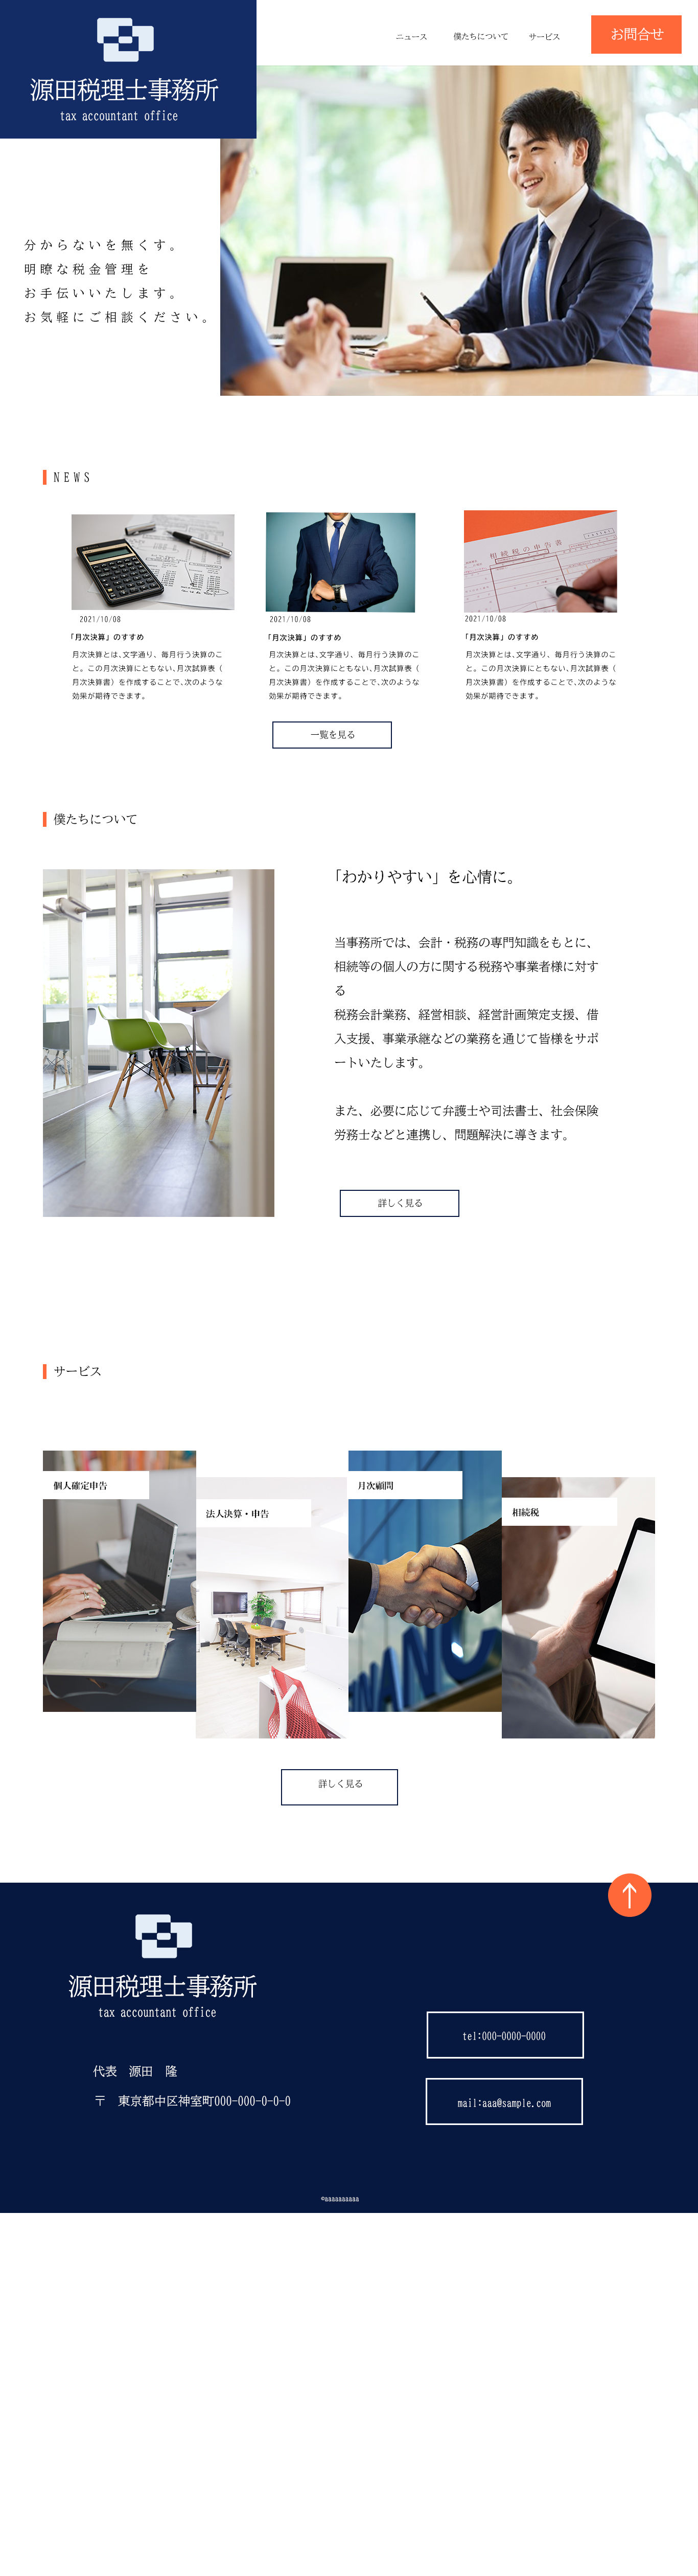 源田税理士事務所
tax accountant office
ニュース
僕たちについて
サービス
お問合せ
分からないを無くす。
明瞭な税金管理を
お手伝いいたします。
お気軽にご相談ください。
NEWS
相続税の申告書
2021/10/08
「月次決算」のすすめ
月次決算とは、文字通り、毎月行う決算のこ
と。この月次決算にともない、月次試算表（
月次決算書）を作成することで、次のような
効果が期待できます。
2021/10/08
「月次決算」のすすめ
月次決算とは、文字通り、毎月行う決算のこ
と。この月次決算にともない、月次試算表（
月次決算書）を作成することで、次のような
効果が期待できます。
2021/10/08
「月次決算」のすすめ
月次決算とは、文字通り、毎月行う決算のこ
と。この月次決算にともない、月次試算表（
月次決算書）を作成することで、次のような
効果が期待できます。
一覧を見る
僕たちについて
「わかりやすい」を心情に。
当事務所では、会計・税務の専門知識をもとに、
相続等の個人の方に関する税務や事業者様に対す
る
税務会計業務、経営相談、経営計画策定支援、借
入支援、事業承継などの業務を通じて皆様をサポ
ートいたします。
また、必要に応じて弁護士や司法書士、社会保険
労務士などと連携し、問題解決に導きます。
詳しく見る
サービス
個人確定申告
法人決算・申告
月次顧問
相続税
詳しく見る
源田税理士事務所
tax accountant office
代表　源田　隆
〒　東京都中区神室町000-000-0-0-0
tel:000-0000-0000
mail:aaa@sample.com
©aaaaaaaaaa